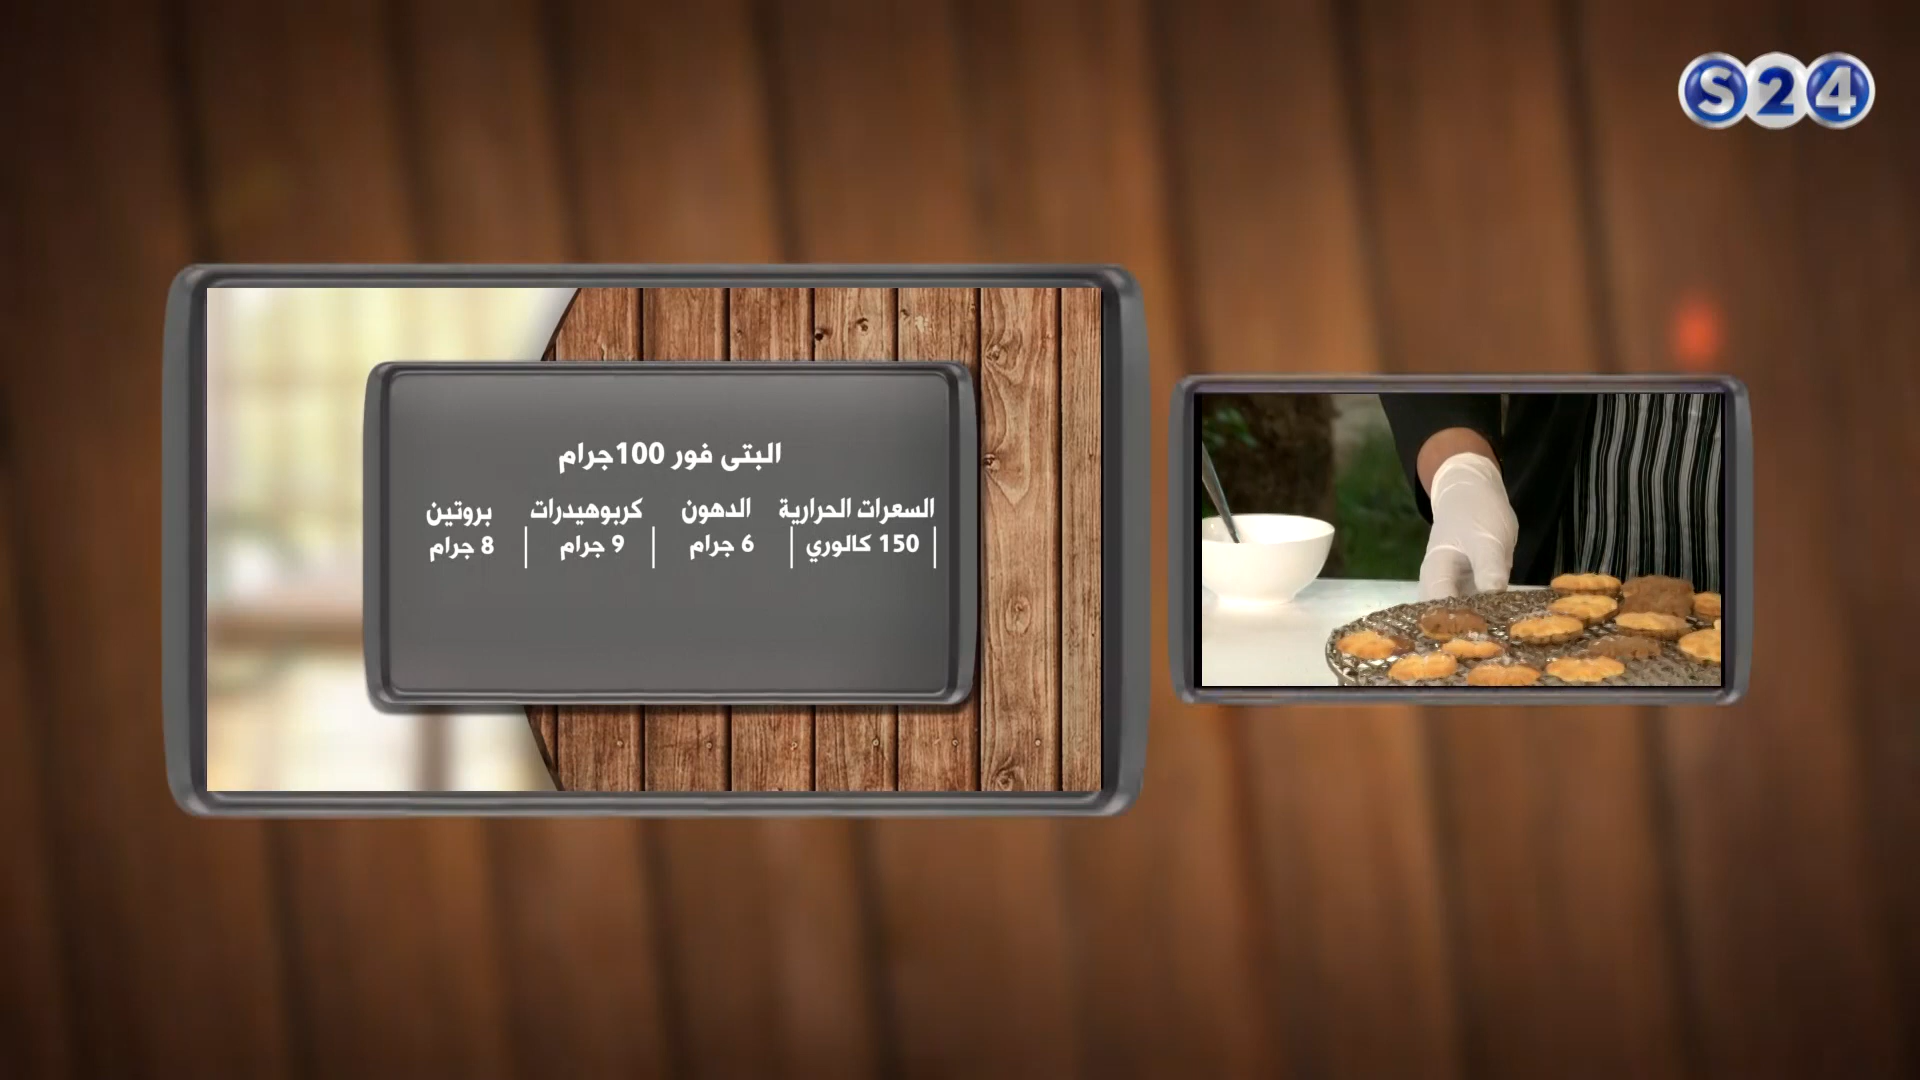 S24
البتى فور 100جرام
السعرات الحرارية الدهون كربوهيدرات بروتين
150 كالوري | 6 جرام | 9 جرام | 8 جرام